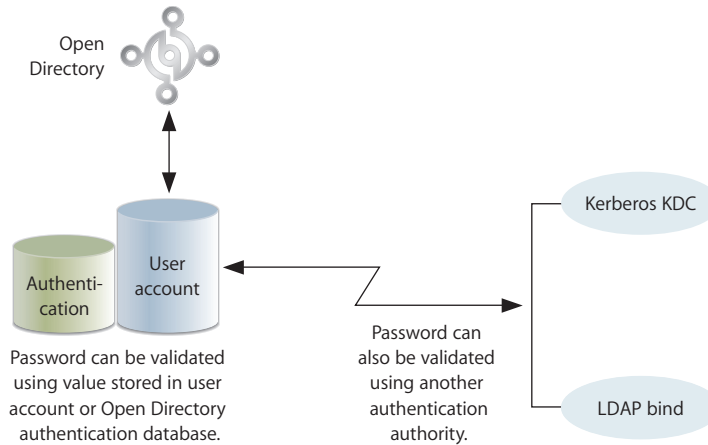 Open
Directory
Kerberos KDC
User
account
Authenti-
cation
Password can be validated
using value stored in user
account or Open Directory
authentication database.
Password can
also be validated
using another
authentication
authority.
LDAP bind